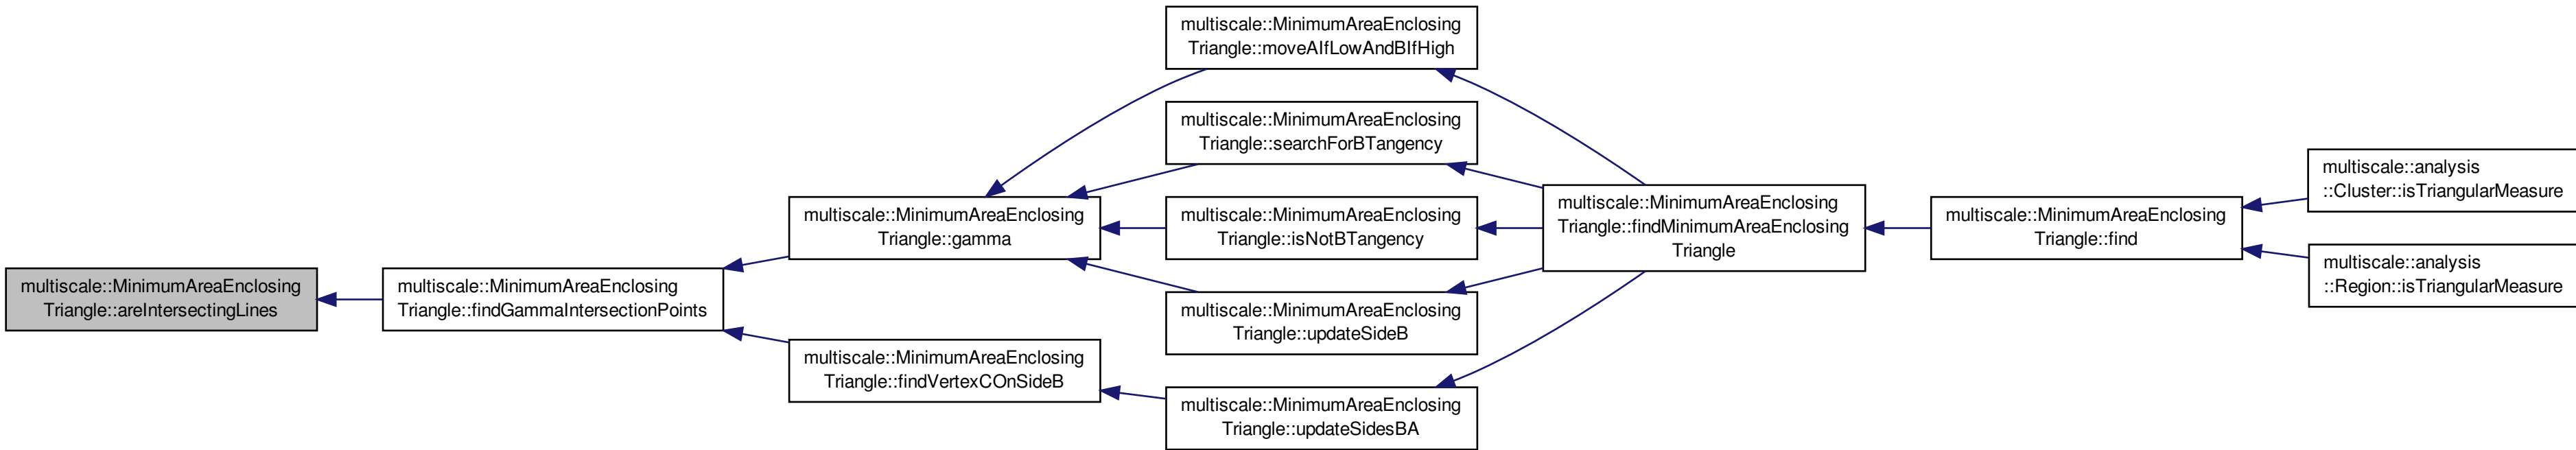 multiscale::MinimumAreaEnclosing
Triangle::areIntersectingLines
multiscale::MinimumAreaEnclosing
Triangle::findGammaIntersectionPoints
multiscale::MinimumAreaEnclosing
Triangle::gamma
multiscale::MinimumAreaEnclosing
Triangle::findVertexCOnSideB
multiscale::MinimumAreaEnclosing
Triangle::moveAIfLowAndBIfHigh
multiscale::MinimumAreaEnclosing
Triangle::searchForBTangency
multiscale::MinimumAreaEnclosing
Triangle::isNotBTangency
multiscale::MinimumAreaEnclosing
Triangle::updateSideB
multiscale::MinimumAreaEnclosing
Triangle::updateSidesBA
multiscale::MinimumAreaEnclosing
Triangle::findMinimumAreaEnclosing
Triangle
multiscale::MinimumAreaEnclosing
Triangle::find
multiscale::analysis
::Cluster::isTriangularMeasure
multiscale::analysis
::Region::isTriangularMeasure